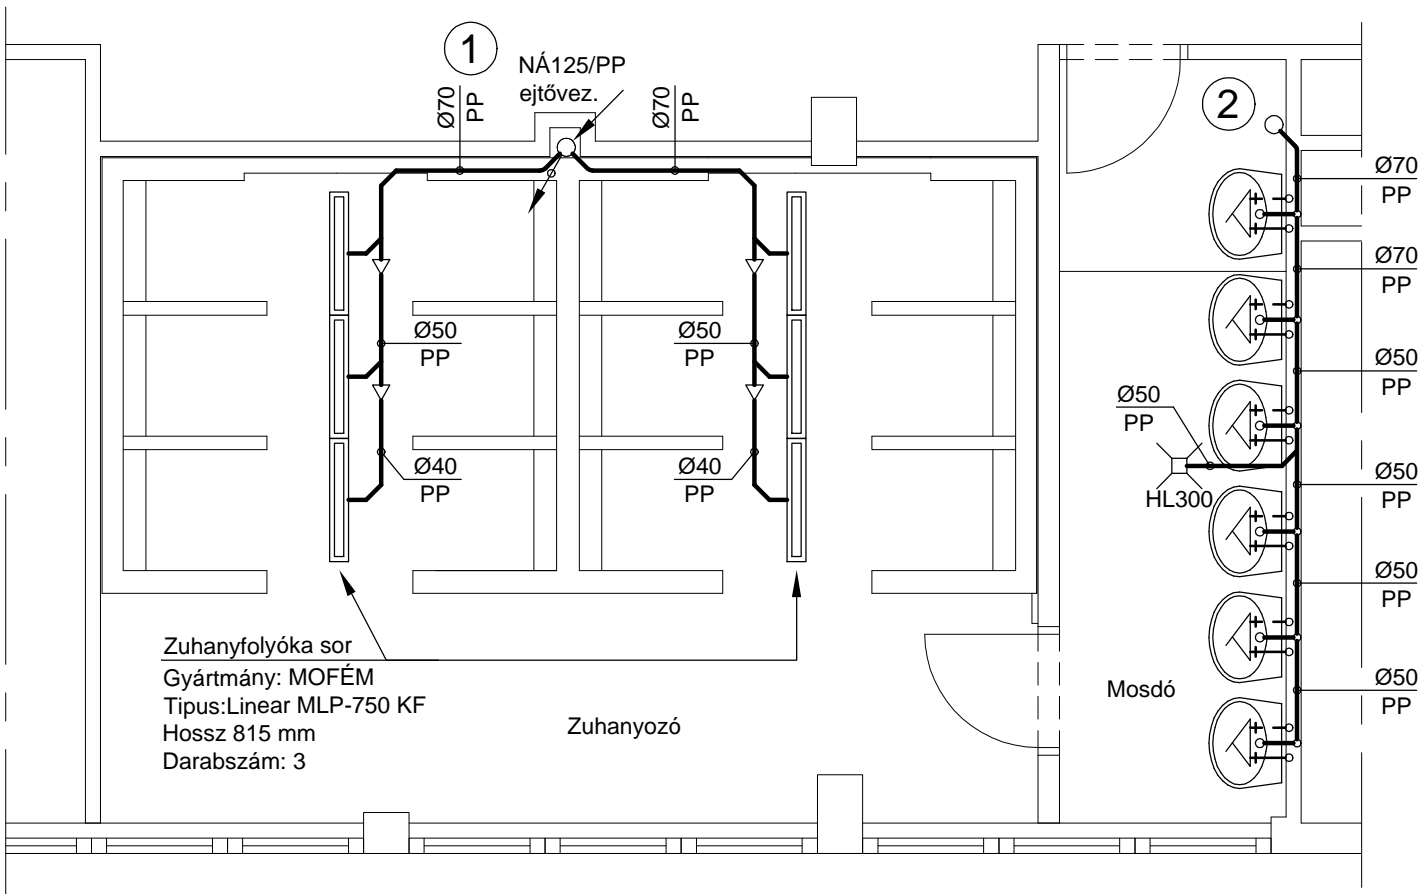 1
NÁ125/PP
ejtővez.
Ø70
PP
Ø70
PP
2
Ø70
PP
Ø70
PP
Ø50
PP
Ø50
PP
Ø50
PP
Ø50
PP
HL300
Ø40
PP
Ø40
PP
Ø50
PP
Ø50
PP
Ø50
PP
Zuhanyfolyóka sor
Gyártmány: MOFÉM
Tipus:Linear MLP-750 KF
Hossz 815 mm
Darabszám: 3
Zuhanyozó
Mosdó